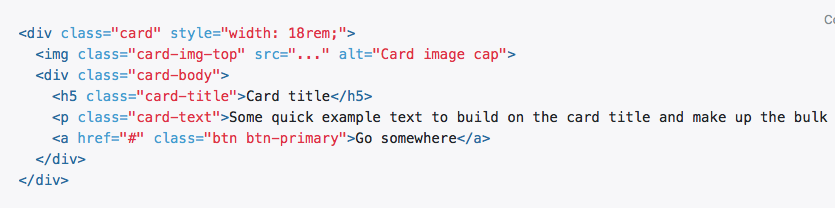 Co
<div class="card" style="width: 18rem;">
  <img class="card-img-top" src="..." alt="Card image cap">
  <div class="card-body">
    <h5 class="card-title">Card title</h5>
    <p class="card-text">Some quick example text to build on the card title and make up the bulk
    <a href="#" class="btn btn-primary">Go somewhere</a>
  </div>
</div>